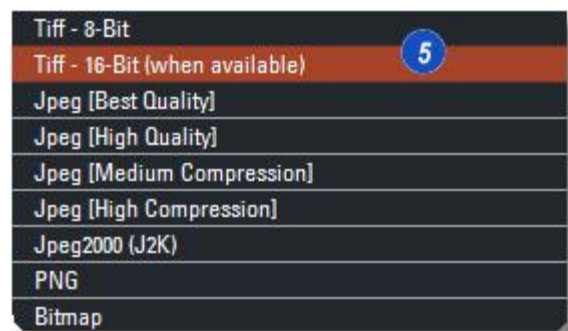 Tiff - 8-Bit
Tiff - 16-Bit (when available)
5
Jpeg [Best Quality]
Jpeg [High Quality]
Jpeg [Medium Compression]
Jpeg [High Compression]
Jpeg2000 (J2K)
PNG
Bitmap